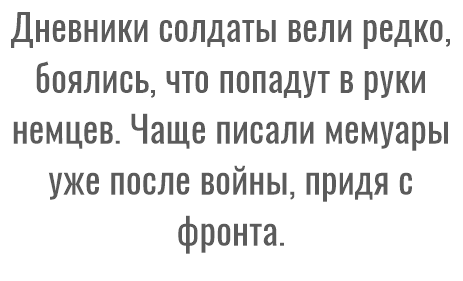 Дневники солдаты вели редко,
боялись, что попадут в руки
немцев. Чаще писали мемуары
уже после войны, придя с
фронта.